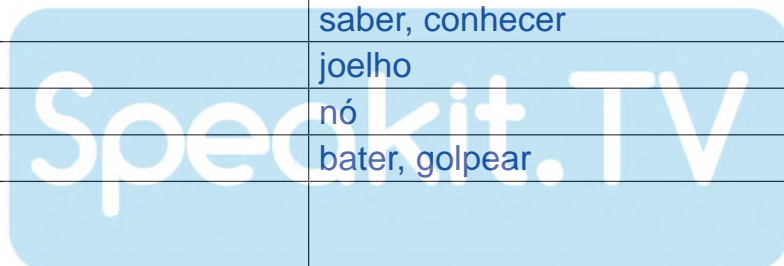 saber, conhecer
joelho
nó
bater, golpear
Speakit.TV